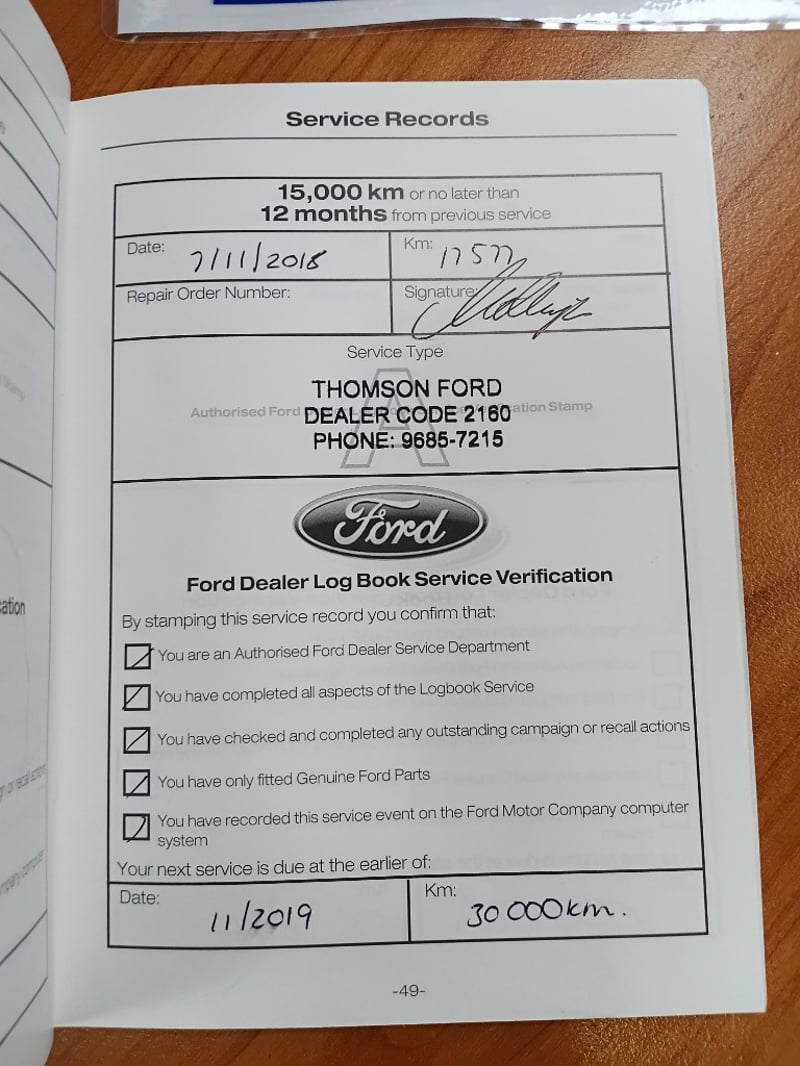 Service Records
15,000 km or no later than
12 months from previous service
Date: 7/11/2018
Km: 17577
Repair Order Number:
Signature:
Service Type
A
THOMSON FORD
Authorised Ford
DEALER CODE 2160
ation Stamp
PHONE: 9685-7215
Ford
Ford Dealer Log Book Service Verification
By stamping this service record you confirm that:
You are an Authorised Ford Dealer Service Department
You have completed all aspects of the Logbook Service
You have checked and completed any outstanding campaign or recall actions
You have only fitted Genuine Ford Parts
You have recorded this service event on the Ford Motor Company computer
system
Your next service is due at the earlier of:
Date: 11/2019
Km: 30 000km.
-49-